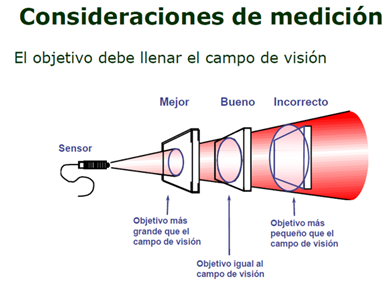 Consideraciones de medición
El objetivo debe llenar el campo de visión
Mejor
Bueno
Incorrecto
Sensor
Objetivo más
grande que el
campo de visión
Objetivo igual al
campo de visión
Objetivo más
pequeño que el
campo de visión